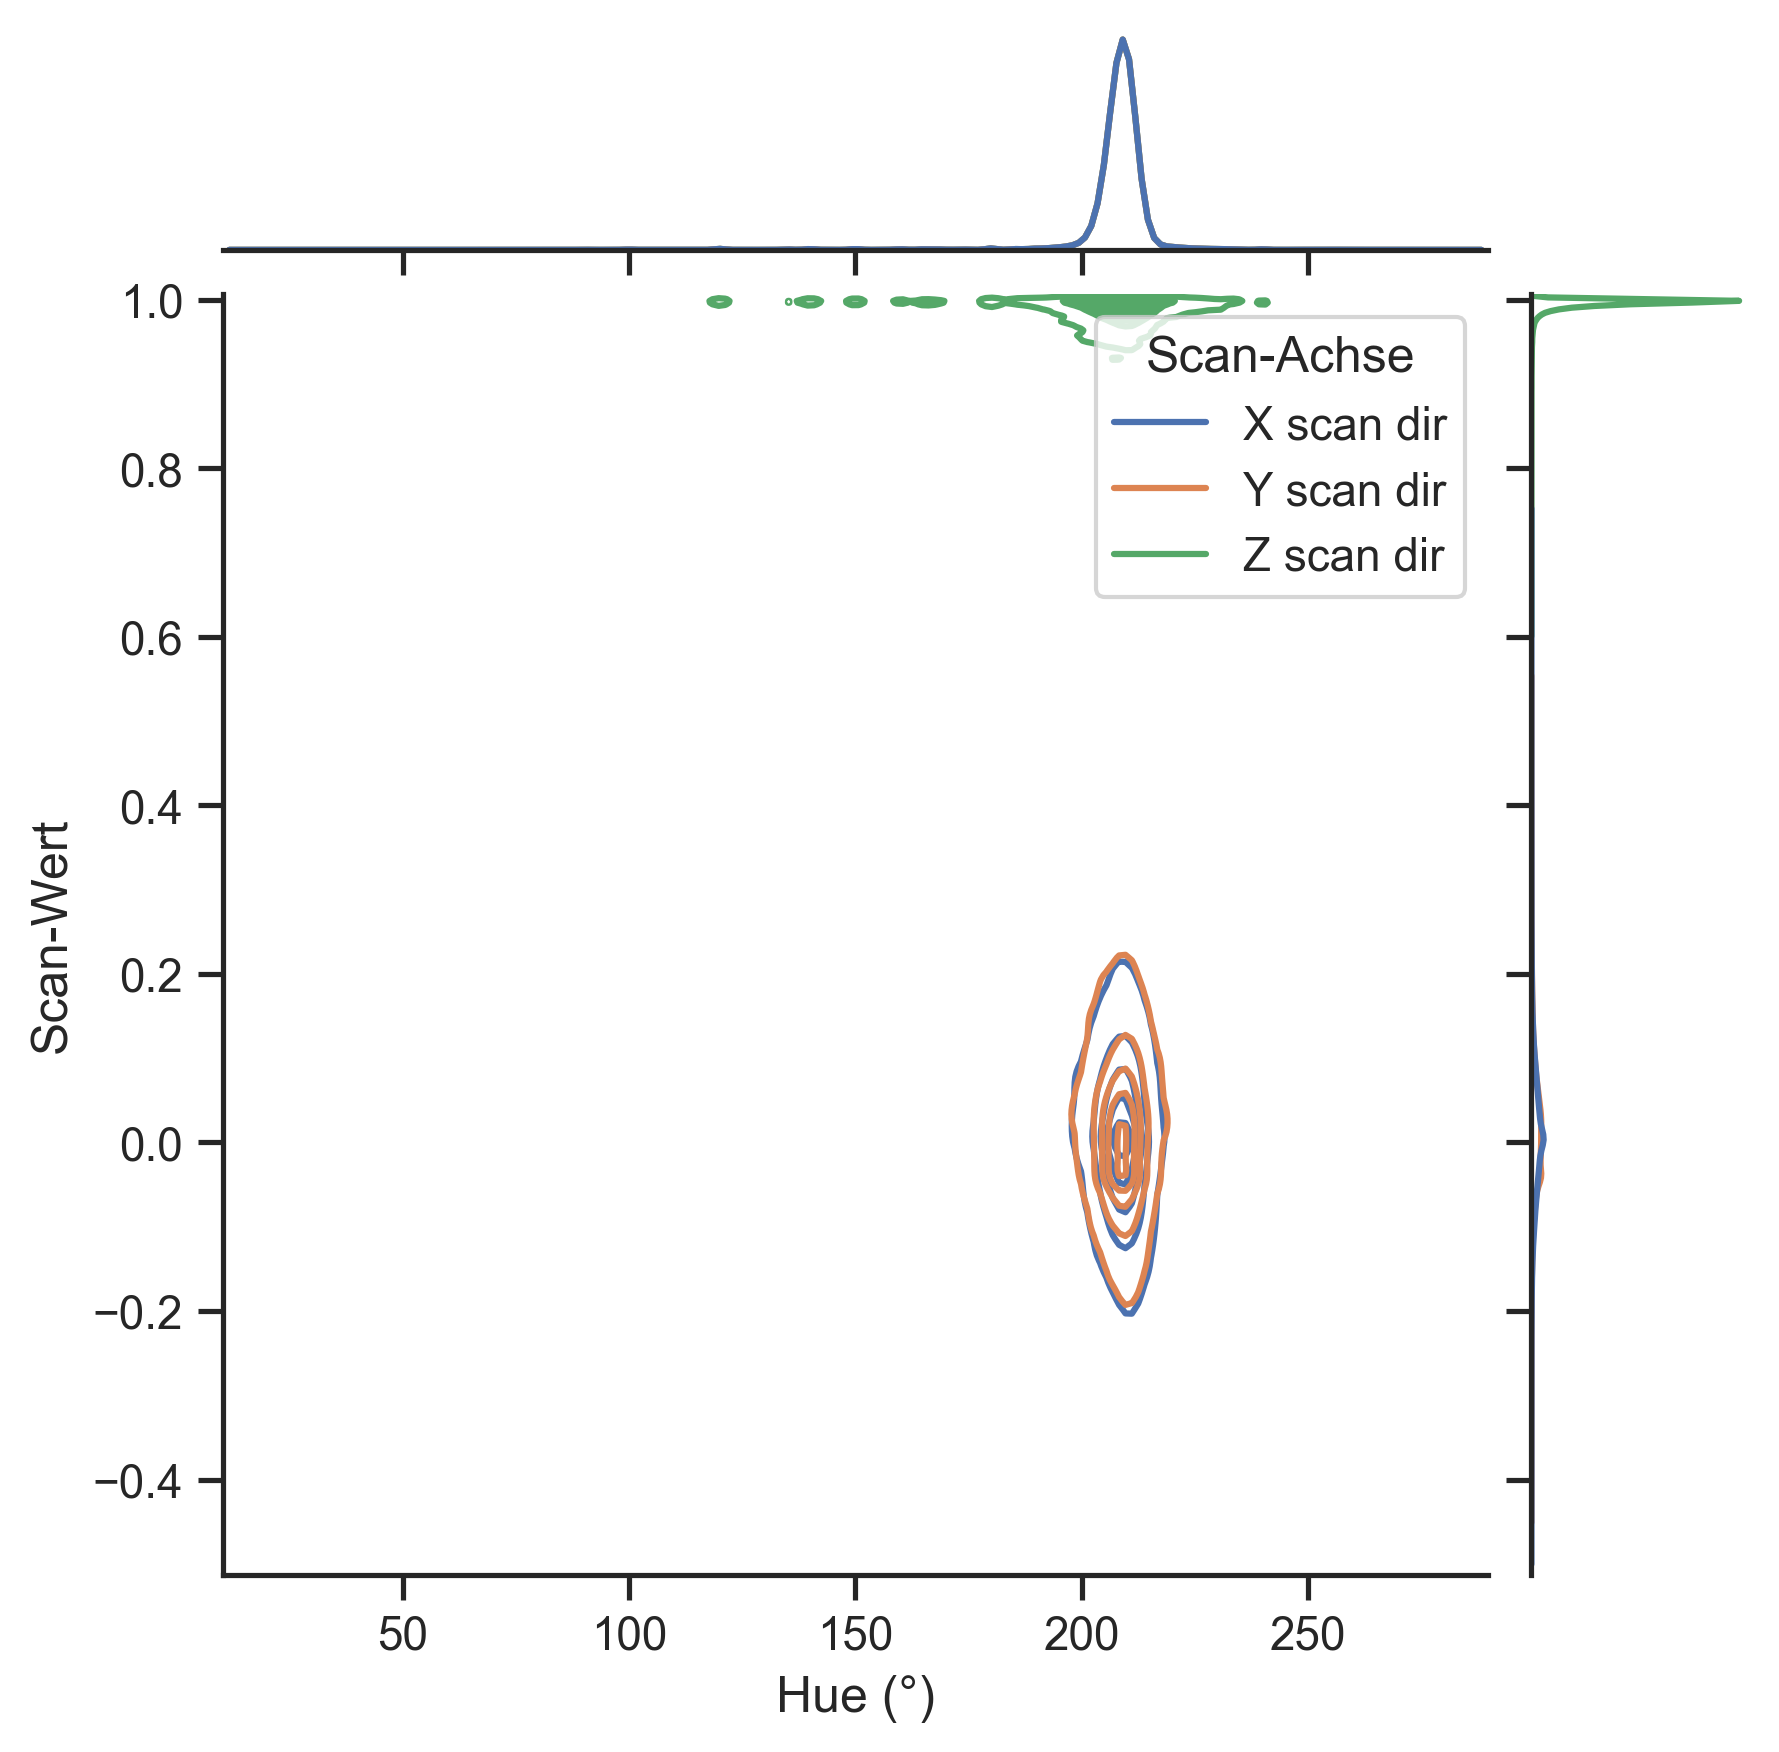 1.0
0.8
0.6
0.4
0.2
0.0
−0.2
−0.4
Scan-Wert
Scan-Achse
X scan dir
Y scan dir
Z scan dir
50 100 150 200 250
Hue (°)